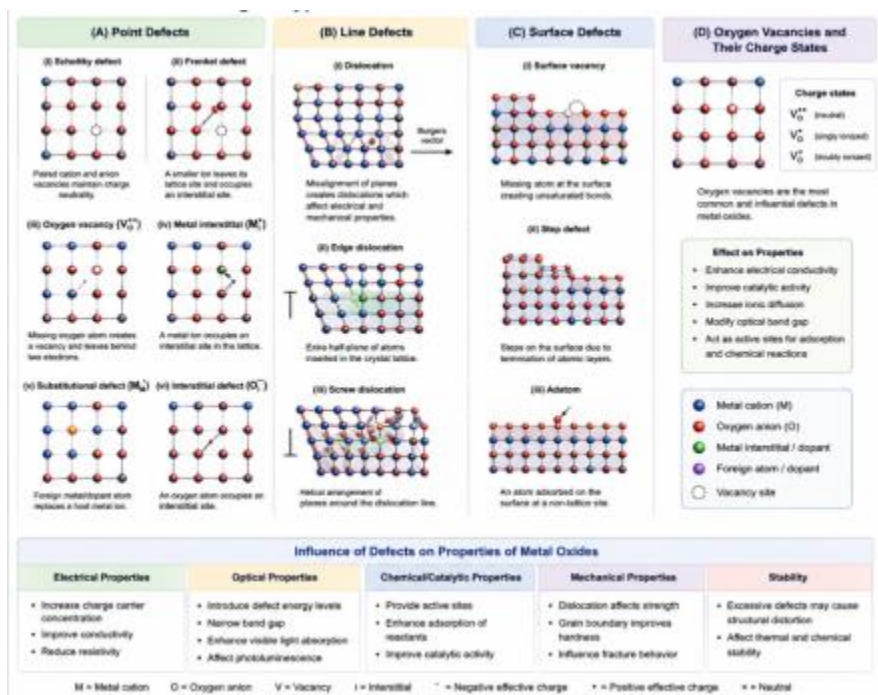 (A) Point Defects
(i) Schottky defect
(ii) Frenkel defect
Paired cation and anion
vacancies maintain charge
neutrality.
A smaller ion leaves its
lattice site and occupies
an interstitial site.
(iii) Oxygen vacancy
(iv) Metal interstitial
Missing oxygen atom creates
a vacancy and leaves behind
two electrons.
A metal ion occupies an
interstitial site in the lattice.
(v) Substitutional defect
(vi) Interstitial defect
Foreign metal/dopant atom
replaces a host metal ion.
An oxygen atom occupies an
interstitial site.
(B) Line Defects
(i) Dislocation
Burgers
vector
Misalignment of planes
creates dislocations which
affect electrical and
mechanical properties.
(ii) Edge dislocation
Extra half-plane of atoms
inserted in the crystal lattice.
(iii) Screw dislocation
Helical arrangement of
planes around the dislocation line.
(C) Surface Defects
(i) Surface vacancy
Missing atom at the surface
creating unsaturated bonds.
(ii) Step defect
Steps on the surface due to
termination of atomic layers.
(iii) Adatom
An atom adsorbed on the
surface at a non-lattice site.
(D) Oxygen Vacancies and
Their Charge States
Charge states
(neutral)
(singly ionized)
(doubly ionized)
Oxygen vacancies are the most
common and influential defects in
metal oxides.
Effect on Properties
• Enhance electrical conductivity
• Improve catalytic activity
• Increase ionic diffusion
• Modify optical band gap
• Act as active sites for adsorption
and chemical reactions
Metal cation (M)
Oxygen anion (O)
Metal interstitial / dopant
Foreign atom / dopant
Vacancy site
Influence of Defects on Properties of Metal Oxides
Electrical Properties
• Increase charge carrier
concentration
• Improve conductivity
• Reduce resistivity
Optical Properties
• Introduce defect energy levels
• Narrow band gap
• Enhance visible light absorption
• Affect photoluminescence
Chemical/Catalytic Properties
• Provide active sites
• Enhance adsorption of
reactants
• Improve catalytic activity
Mechanical Properties
• Dislocation affects strength
• Grain boundary improves
hardness
• Influence fracture behavior
Stability
• Excessive defects may cause
structural distortion
• Affect thermal and chemical
stability
M = Metal cation O = Oxygen anion V = Vacancy i = Interstitial = Negative effective charge • = Positive effective charge × = Neutral